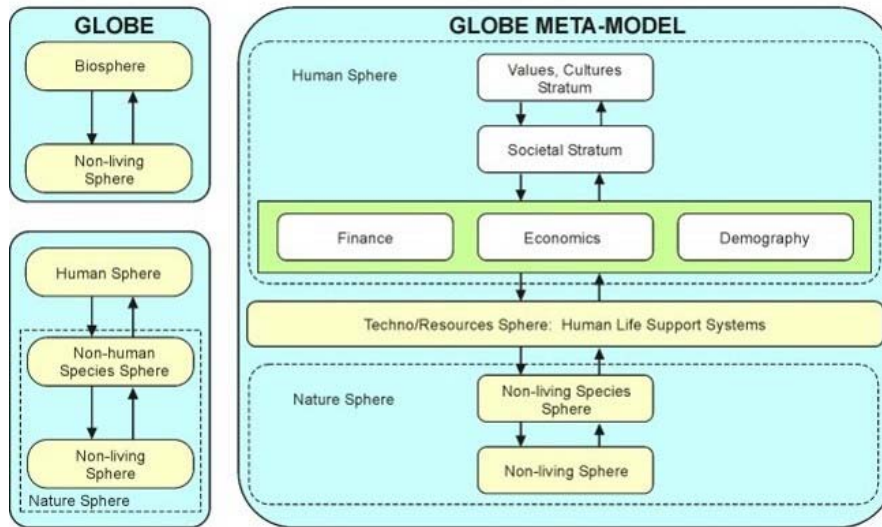 GLOBE
Biosphere
Non-living
Sphere
Human Sphere
Non-human
Species Sphere
Non-living
Sphere
Nature Sphere
GLOBE META-MODEL
Human Sphere
Values, Cultures
Stratum
Societal Stratum
Finance
Economics
Demography
Techno/Resources Sphere: Human Life Support Systems
Nature Sphere
Non-living Species
Sphere
Non-living Sphere